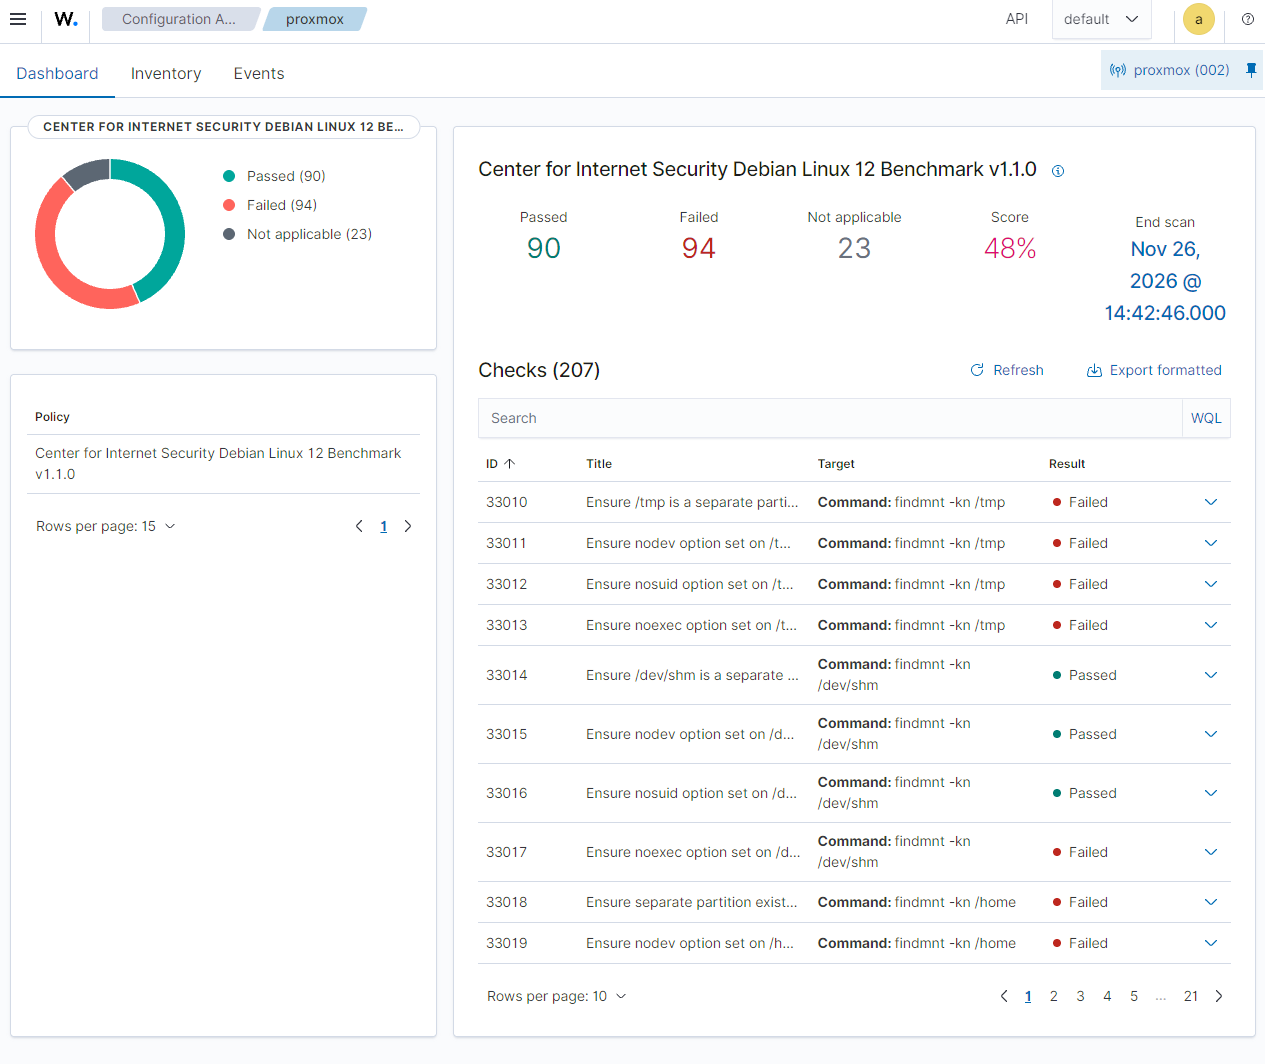 W.
Configuration A...
proxmox
API
default
a
Dashboard
Inventory
Events
proxmox (002)
CENTER FOR INTERNET SECURITY DEBIAN LINUX 12 BE...
Passed (90)
Failed (94)
Not applicable (23)
Policy
Center for Internet Security Debian Linux 12 Benchmark
v1.1.0
Rows per page: 15
1
Center for Internet Security Debian Linux 12 Benchmark v1.1.0
Passed
90
Failed
94
Not applicable
23
Score
48%
End scan
Nov 26,
2026 @
14:42:46.000
Checks (207)
Refresh
Export formatted
Search
WQL
ID Title Target Result
33010 Ensure /tmp is a separate parti... Command: findmnt -kn /tmp Failed
33011 Ensure nodev option set on /t... Command: findmnt -kn /tmp Failed
33012 Ensure nosuid option set on /t... Command: findmnt -kn /tmp Failed
33013 Ensure noexec option set on /t... Command: findmnt -kn /tmp Failed
33014 Ensure /dev/shm is a separate ... Command: findmnt -kn
/dev/shm Passed
33015 Ensure nodev option set on /d... Command: findmnt -kn
/dev/shm Passed
33016 Ensure nosuid option set on /d... Command: findmnt -kn
/dev/shm Passed
33017 Ensure noexec option set on /d... Command: findmnt -kn
/dev/shm Failed
33018 Ensure separate partition exist... Command: findmnt -kn /home Failed
33019 Ensure nodev option set on /h... Command: findmnt -kn /home Failed
Rows per page: 10
1 2 3 4 5 ... 21